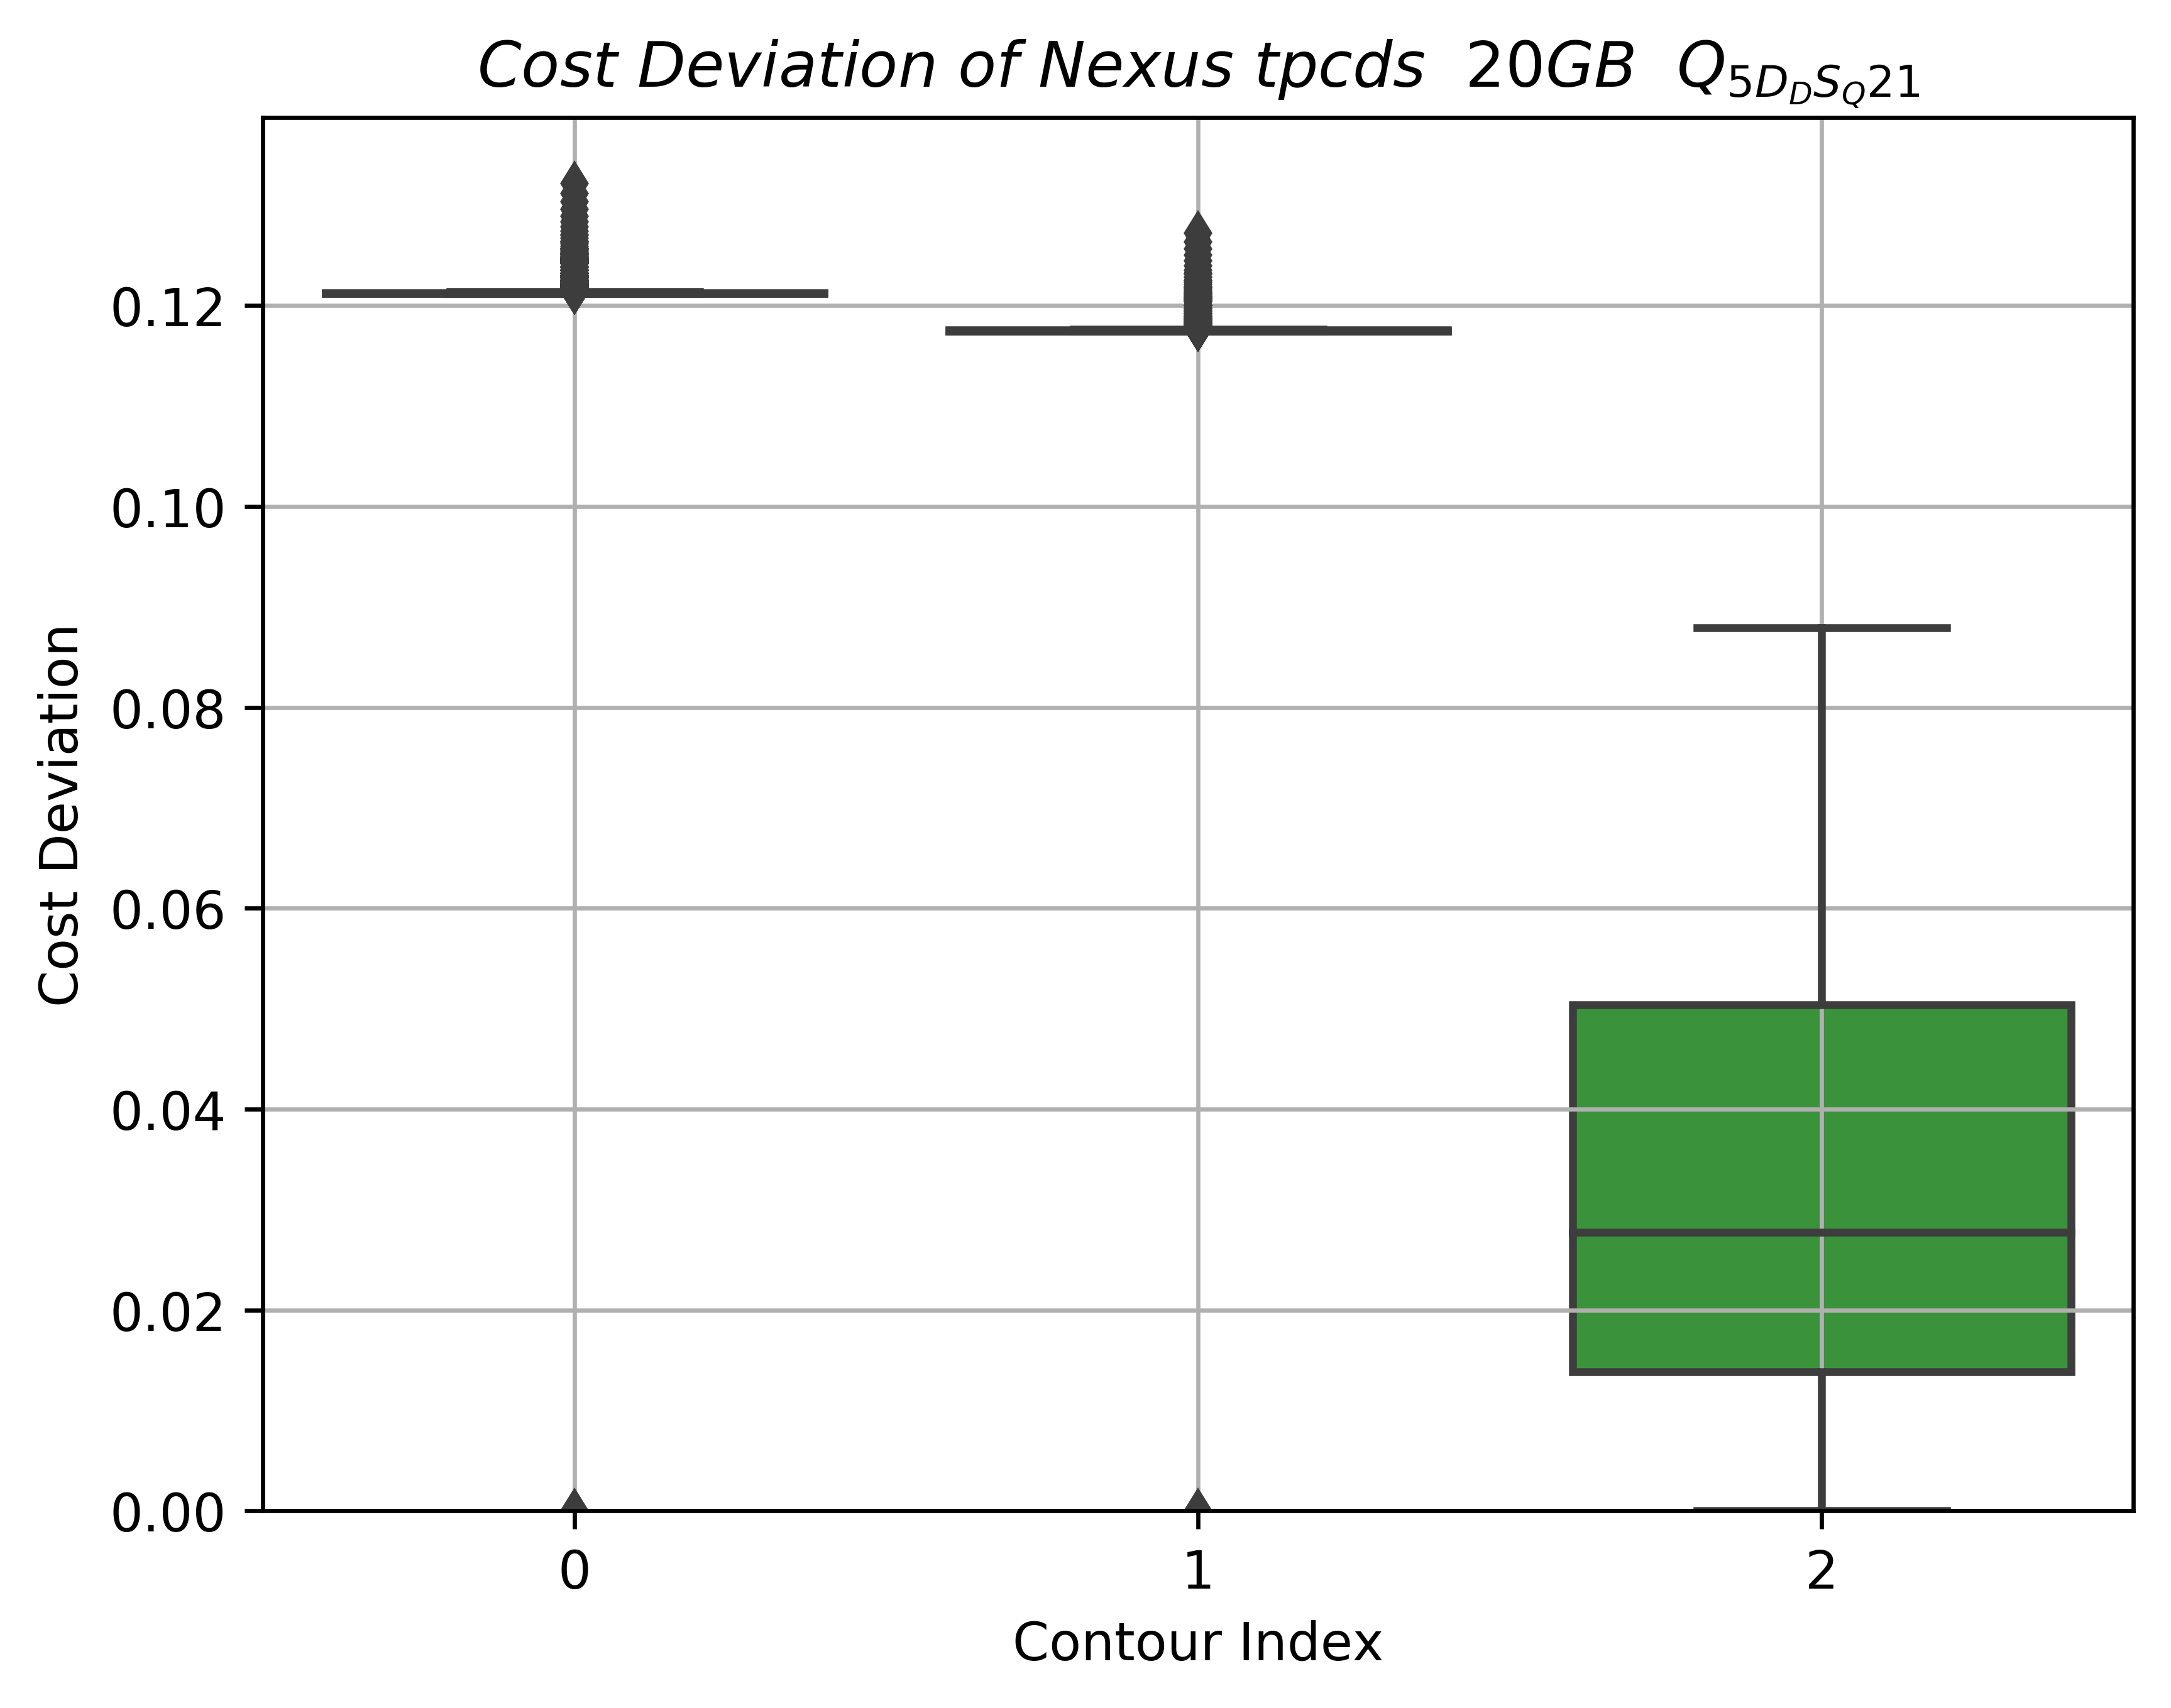 Cost Deviation of Nexus tpcds 20GB Q5DDSQ21
0.12
0.10
0.08
0.06
0.04
0.02
0.00
Cost Deviation
0 1 2
Contour Index